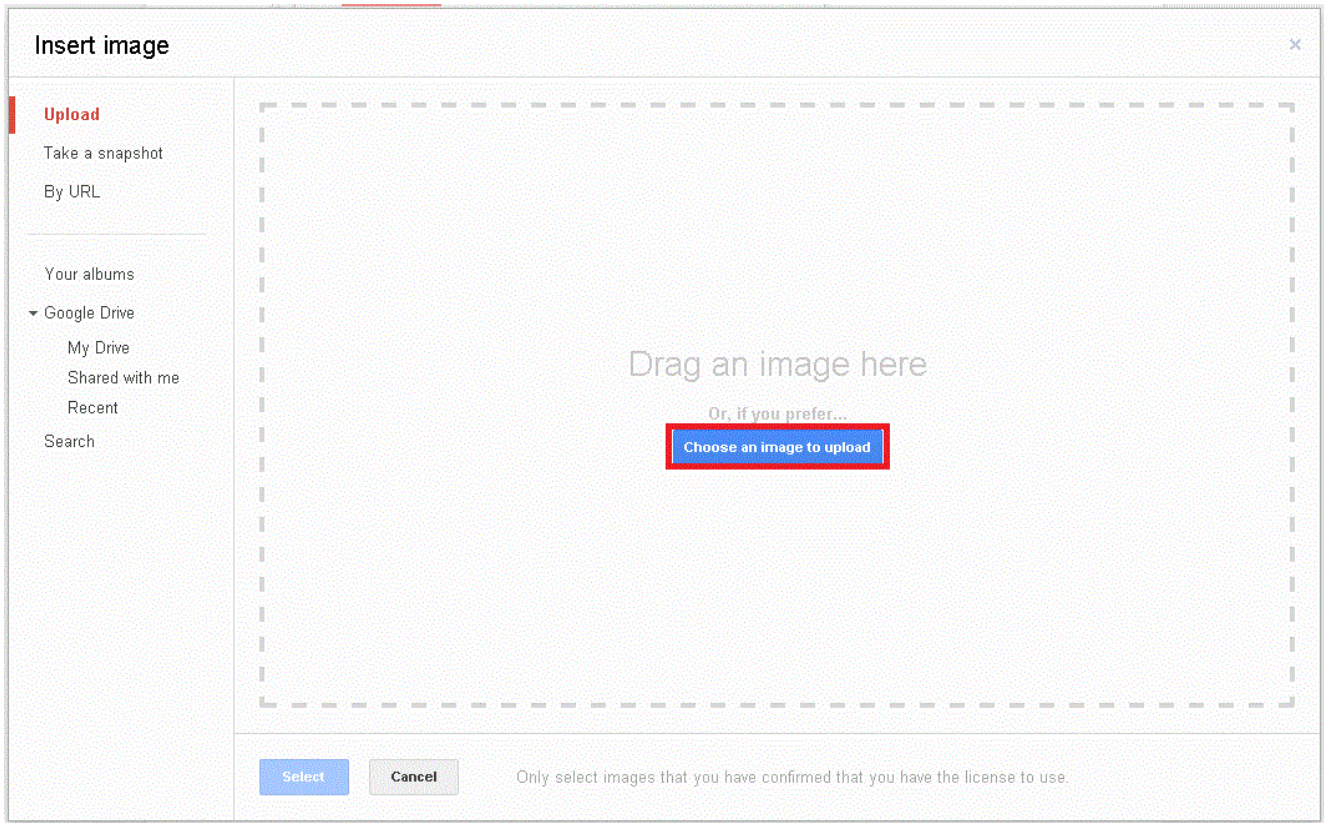 Insert image
×
Upload
Take a snapshot
By URL
Your albums
Google Drive
My Drive
Shared with me
Recent
Search
Drag an image here
Or, if you prefer...
Choose an image to upload
Select
Cancel
Only select images that you have confirmed that you have the license to use.